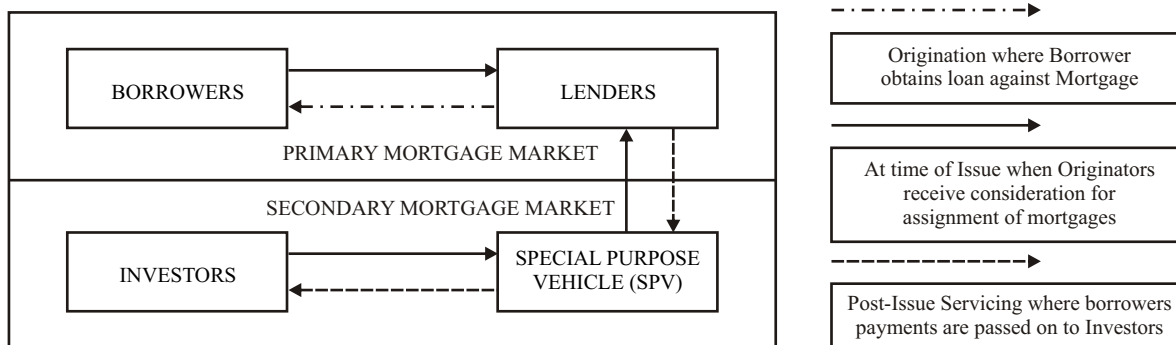 BORROWERS
LENDERS
PRIMARY MORTGAGE MARKET
SECONDARY MORTGAGE MARKET
INVESTORS
SPECIAL PURPOSE
VEHICLE (SPV)
Origination where Borrower
obtains loan against Mortgage
At time of Issue when Originators
receive consideration for
assignment of mortgages
Post-Issue Servicing where borrowers
payments are passed on to Investors